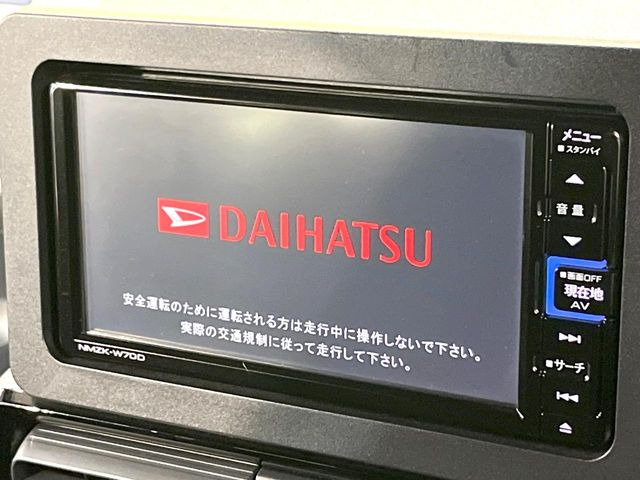 DAIHATSU
安全運転のために運転される方は走行中に操作しないで下さい。
実際の交通規制に従って走行して下さい。
NMZK-W70D
メニュー
スタンバイ
音量
画面OFF
現在地
AV
サーチ